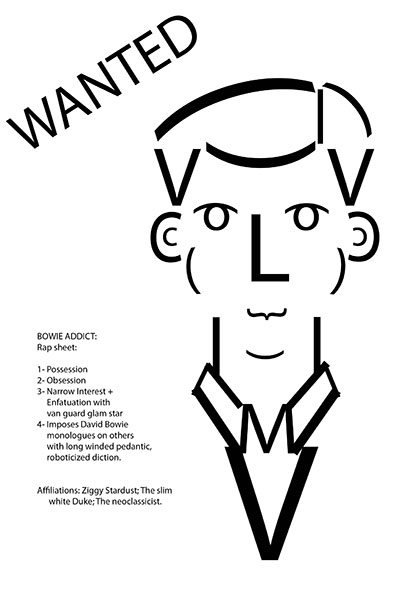 WANTED
BOWIE ADDICT:
Rap sheet:
1- Possession
2- Obsession
3- Narrow Interest +
Enfatuation with
van guard glam star
4- Imposes David Bowie
monologues on others
with long winded pedantic,
roboticized diction.
Affiliations: Ziggy Stardust; The slim
white Duke; The neoclassicist.